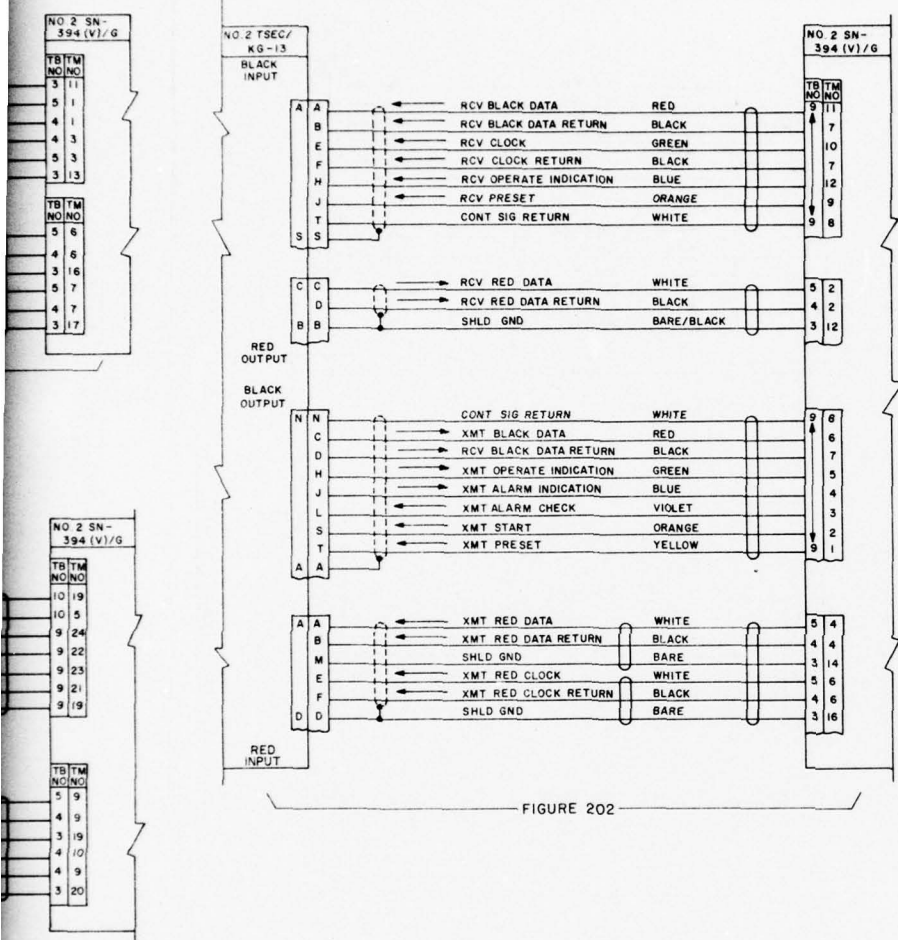 NO. 2 SN-
394 (V)/G
TB TM
NO NO
3 11
5 1
4 1
4 3
5 3
3 13
TB TM
NO NO
5 6
4 6
3 16
5 7
4 7
3 17
NO. 2 SN-
394 (V)/G
TB TM
NO NO
10 19
10 5
9 24
9 22
9 23
9 21
9 19
TB TM
NO NO
5 9
4 9
3 19
4 10
4 9
3 20
NO. 2 TSEC/
KG-13
BLACK
INPUT
NO. 2 SN-
394 (V)/G
TB TM
NO NO
A A RCV BLACK DATA RED 9 11
B RCV BLACK DATA RETURN BLACK 7
E RCV CLOCK GREEN 10
F RCV CLOCK RETURN BLACK 7
H RCV OPERATE INDICATION BLUE 12
J RCV PRESET ORANGE 9
T CONT SIG RETURN WHITE 9 8
S S
C C RCV RED DATA WHITE 5 2
D RCV RED DATA RETURN BLACK 4 2
B B SHLD GND BARE/BLACK 3 12
RED
OUTPUT
BLACK
OUTPUT
N N CONT SIG RETURN WHITE 9
C XMT BLACK DATA RED 6
D RCV BLACK DATA RETURN BLACK 7
H XMT OPERATE INDICATION GREEN 5
J XMT ALARM INDICATION BLUE 4
L XMT ALARM CHECK VIOLET 3
S XMT START ORANGE 2
T XMT PRESET YELLOW 9 1
A A
A A XMT RED DATA WHITE 5 4
B XMT RED DATA RETURN BLACK 4 4
M SHLD GND BARE 3 14
E XMT RED CLOCK WHITE 5 6
F XMT RED CLOCK RETURN BLACK 4 6
D D SHLD GND BARE 3 16
RED
INPUT
FIGURE 202